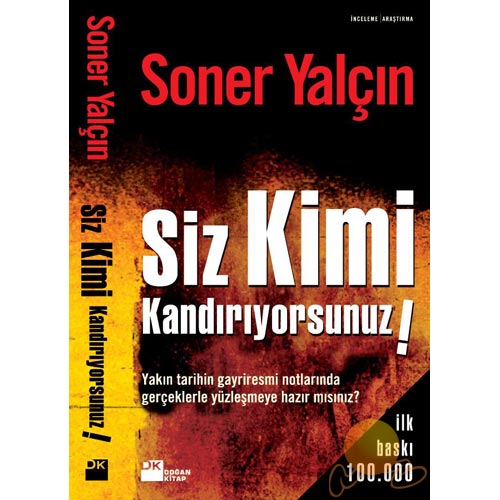 İNCELEME | ARAŞTIRMA
Soner Yalçın
Siz Kimi
Kandırıyorsunuz!
Yakın tarihin gayriresmi notlarında
gerçeklerle yüzleşmeye hazır mısınız?
ilk
baskı
100.000
DK
DOĞAN
KİTAP
Soner Yalçın
Siz Kimi Kandırıyorsunuz!
DK